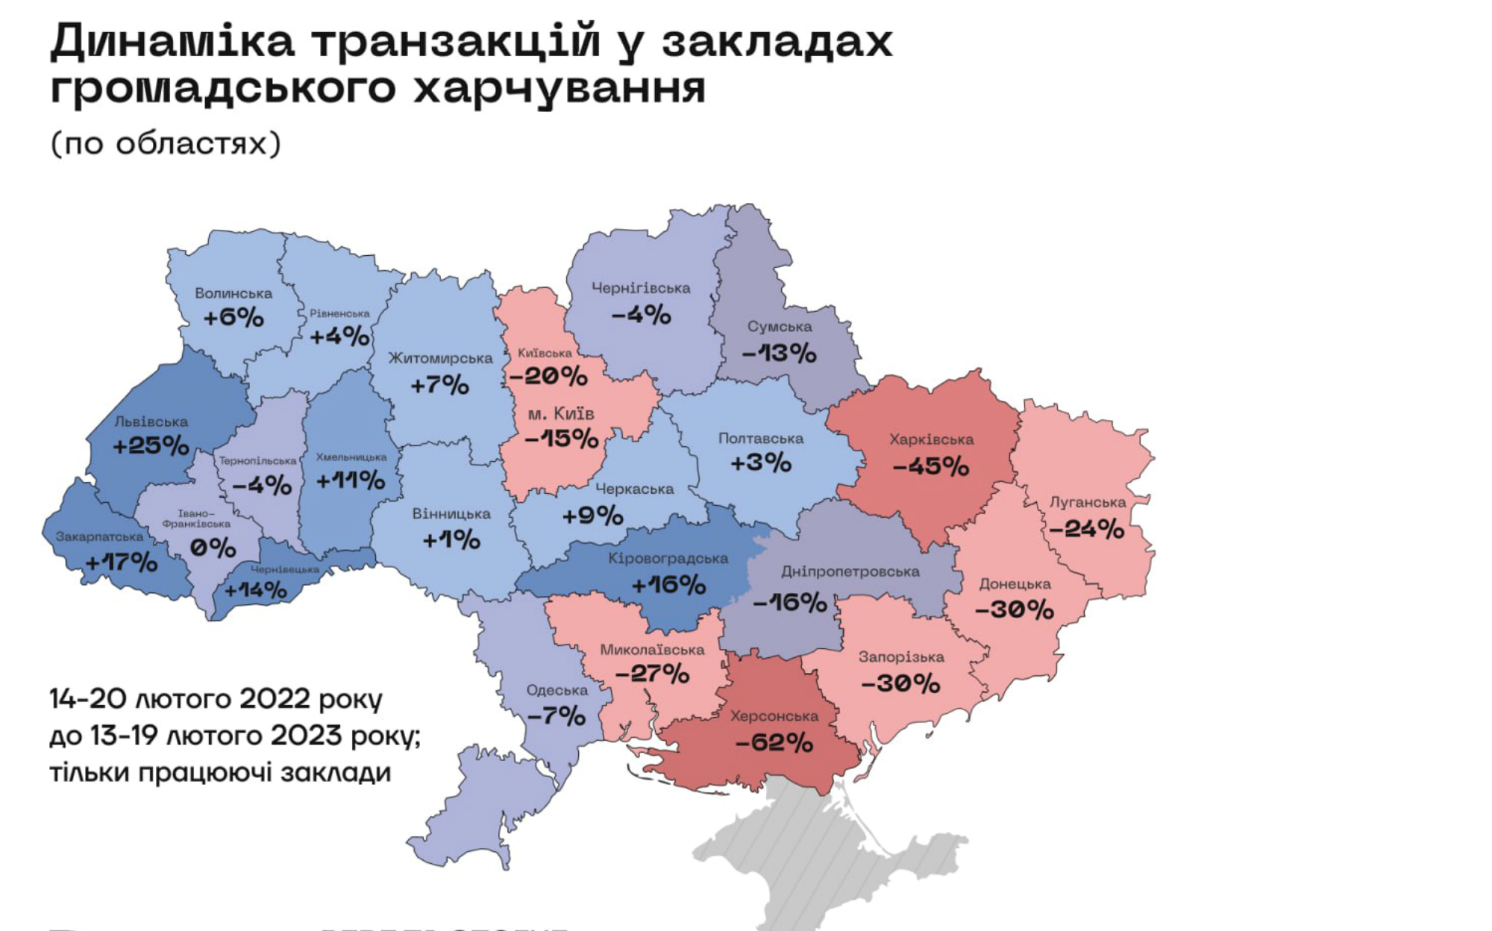 Динаміка транзакцій у закладах
громадського харчування
(по областях)
Волинська
+6%
Рівненська
+4%
Житомирська
+7%
Київська
-20%
м. Київ
-15%
Чернігівська
-4%
Сумська
-13%
Львівська
+25%
Тернопільська
-4%
Хмельницька
+11%
Івано-
Франківська
0%
Закарпатська
+17%
Чернівецька
+14%
Вінницька
+1%
Черкаська
+9%
Полтавська
+3%
Харківська
-45%
Луганська
-24%
Кіровоградська
+16%
Дніпропетровська
-16%
Донецька
-30%
Миколаївська
-27%
Запорізька
-30%
Одеська
-7%
Херсонська
-62%
14-20 лютого 2022 року
до 13-19 лютого 2023 року;
тільки працюючі заклади